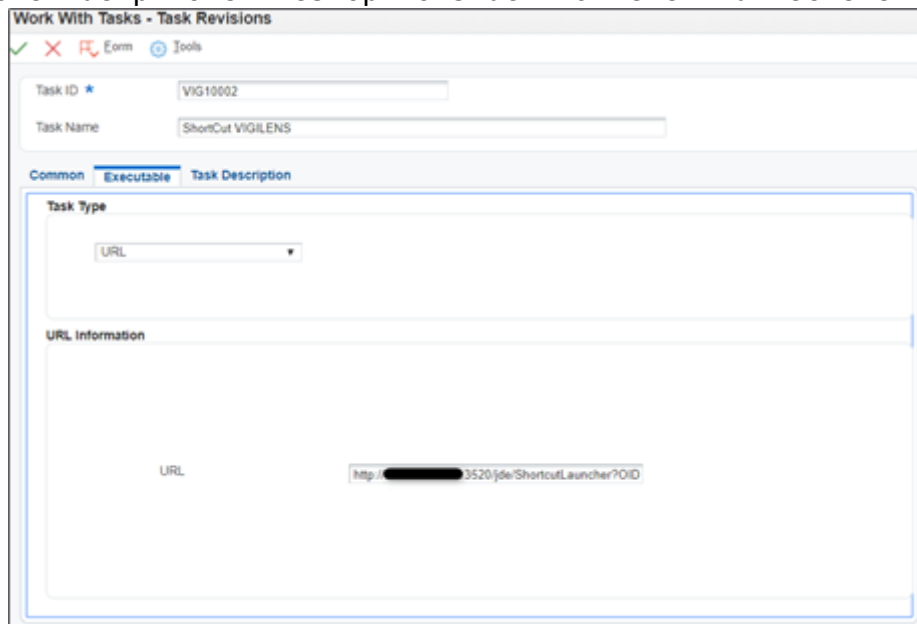 Work With Tasks - Task Revisions
Form Tools
Task ID * VIG10002
Task Name ShortCut VIGILENS
Common Executable Task Description
Task Type
URL
URL Information
URL http:// 3520/jde/ShortcutLauncher?OID